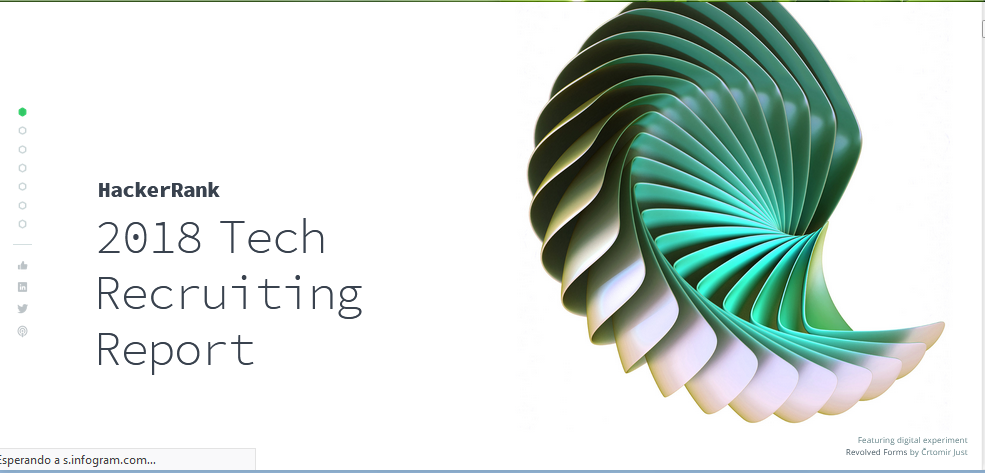 HackerRank
2018 Tech
Recruiting
Report
Featuring digital experiment
Revolved Forms by Črtomir Just
Esperando a s.infogram.com...